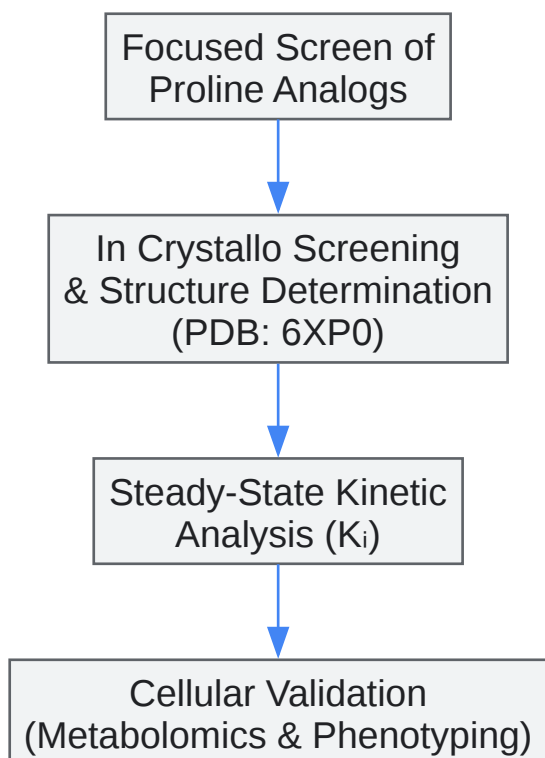 Focused Screen of
Proline Analogs
In Crystallo Screening
& Structure Determination
(PDB: 6XP0)
Steady-State Kinetic
Analysis (Kᵢ)
Cellular Validation
(Metabolomics & Phenotyping)